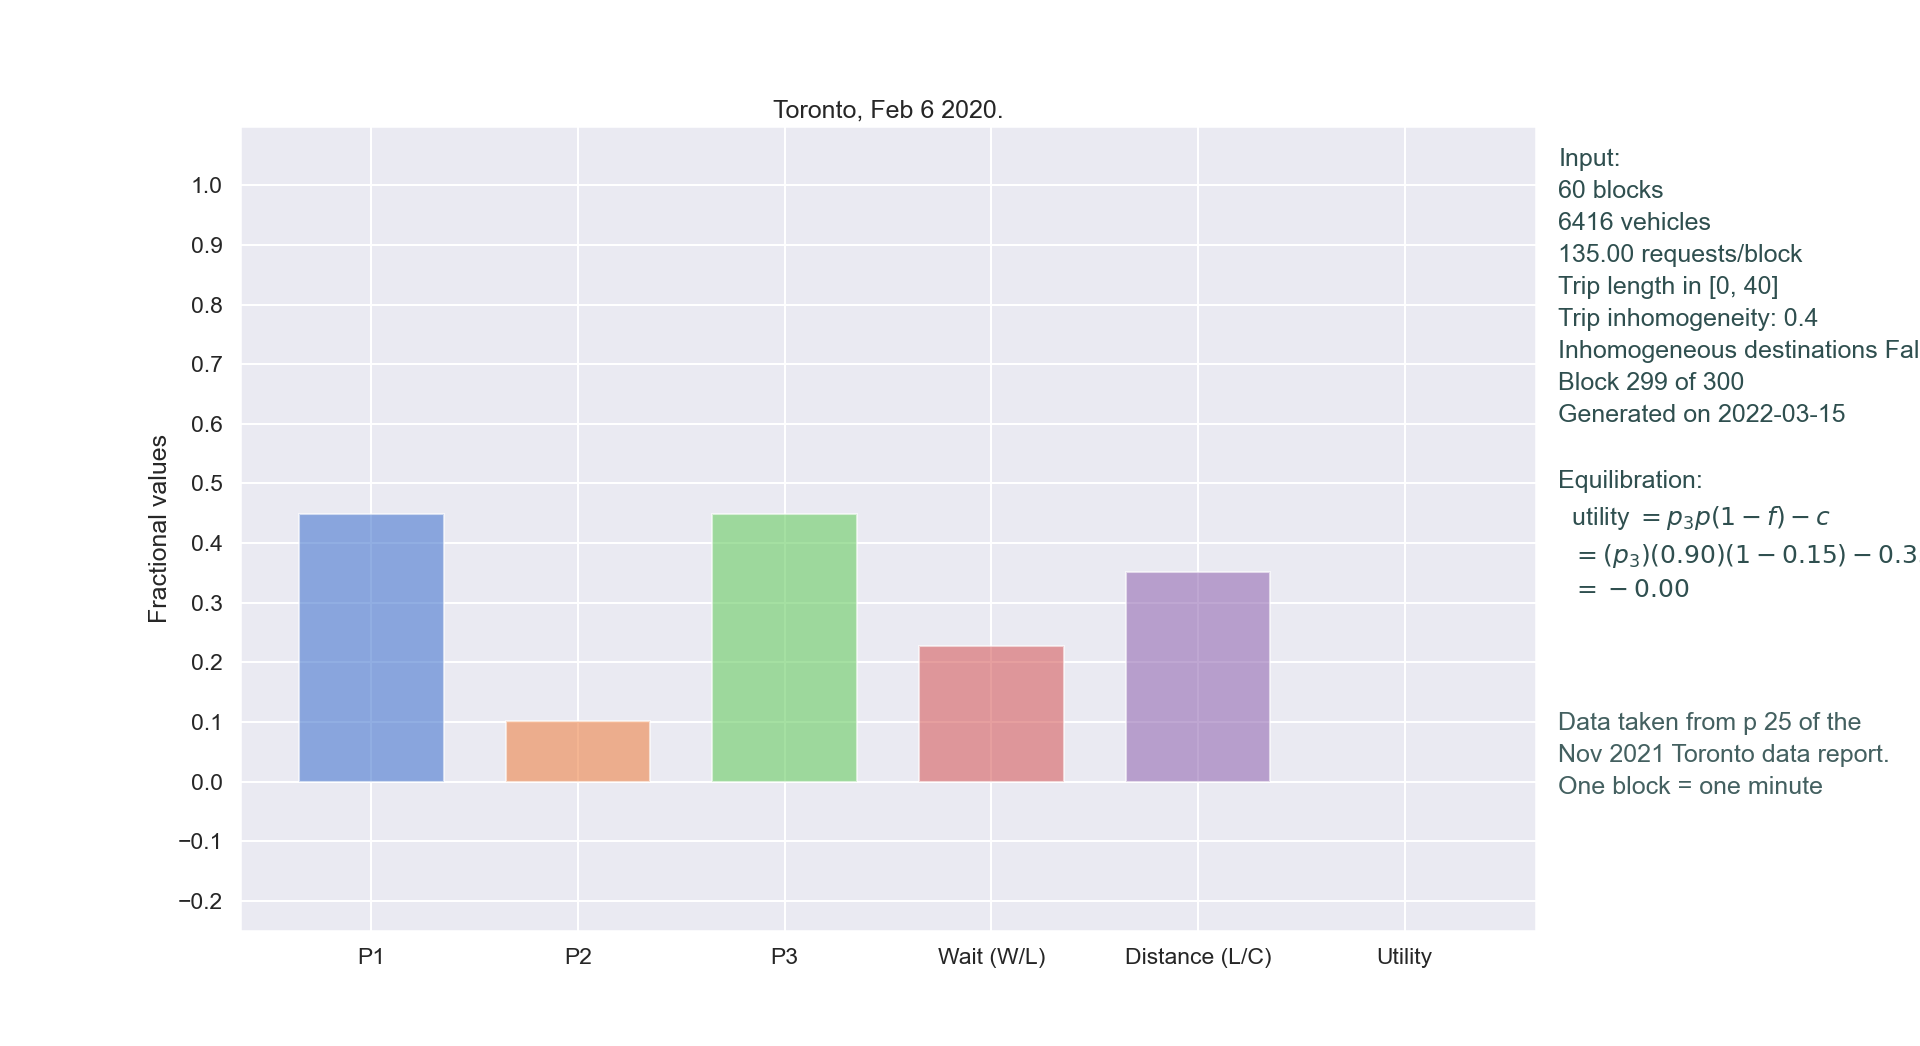 Toronto, Feb 6 2020.
Fractional values
1.0
0.9
0.8
0.7
0.6
0.5
0.4
0.3
0.2
0.1
0.0
−0.1
−0.2
P1 P2 P3 Wait (W/L) Distance (L/C) Utility
Input:
60 blocks
6416 vehicles
135.00 requests/block
Trip length in [0, 40]
Trip inhomogeneity: 0.4
Inhomogeneous destinations Fal
Block 299 of 300
Generated on 2022-03-15
Equilibration:
utility = p₃p(1 − f) − c
= (p₃)(0.90)(1 − 0.15) − 0.3
= − 0.00
Data taken from p 25 of the
Nov 2021 Toronto data report.
One block = one minute